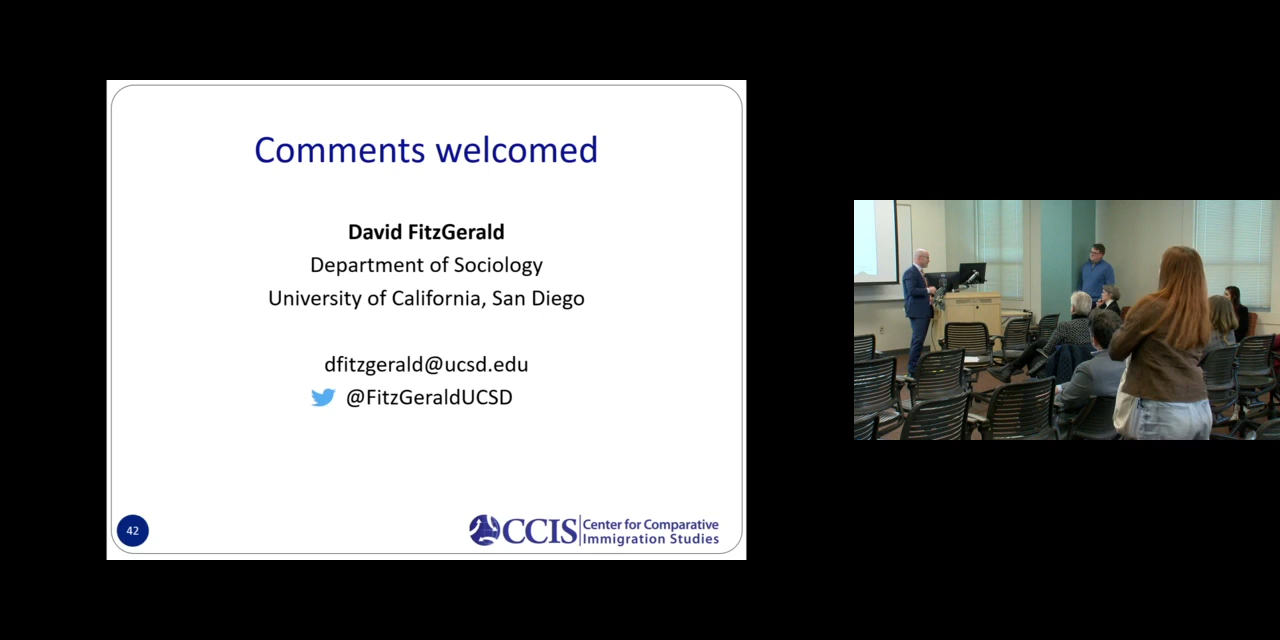 Comments welcomed
David FitzGerald
Department of Sociology
University of California, San Diego
dfitzgerald@ucsd.edu
@FitzGeraldUCSD
42
CCIS
Center for Comparative
Immigration Studies